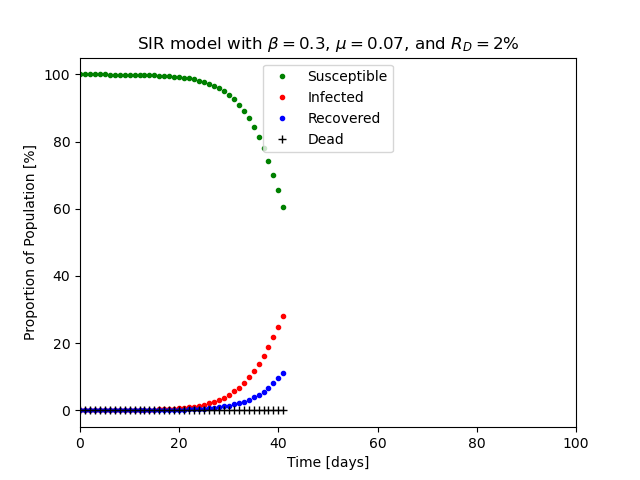 SIR model with β = 0.3, μ = 0.07, and R_D = 2%
Susceptible
Infected
Recovered
Dead
Proportion of Population [%]
100
80
60
40
20
0
0 20 40 60 80 100
Time [days]